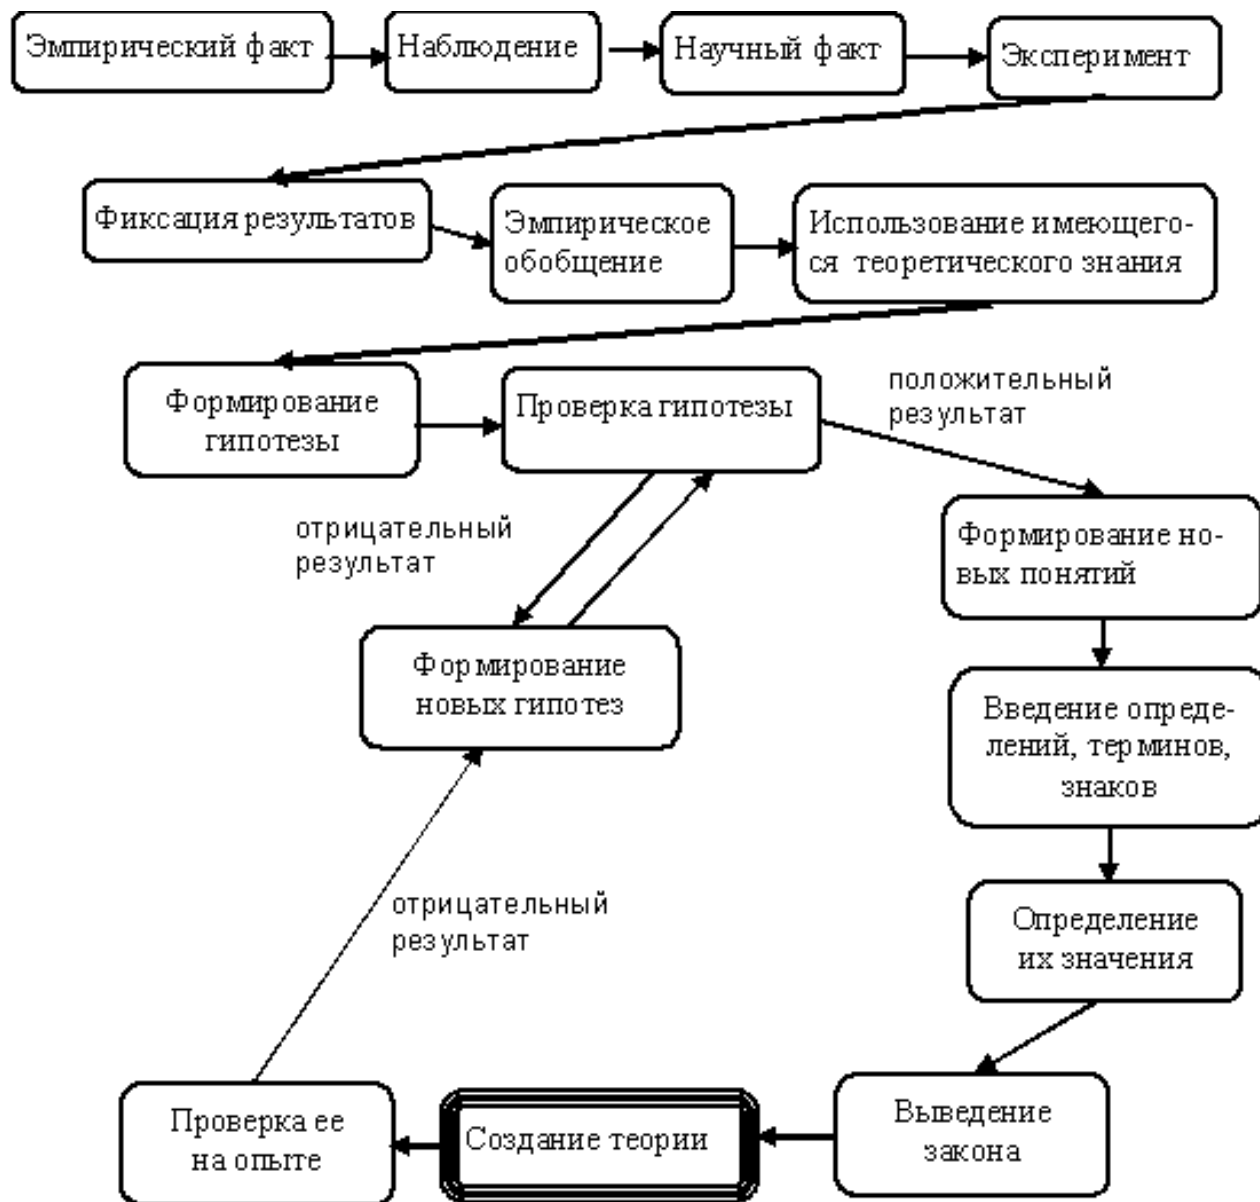 Эмпирический факт
Наблюдение
Научный факт
Эксперимент
Фиксация результатов
Эмпирическое
обобщение
Использование имеющего-
ся теоретического знания
Формирование
гипотезы
Проверка гипотезы
положительный
результат
отрицательный
результат
Формирование но-
вых понятий
Формирование
новых гипотез
Введение опреде-
лений, терминов,
знаков
отрицательный
результат
Определение
их значения
Проверка ее
на опыте
Создание теории
Выведение
закона